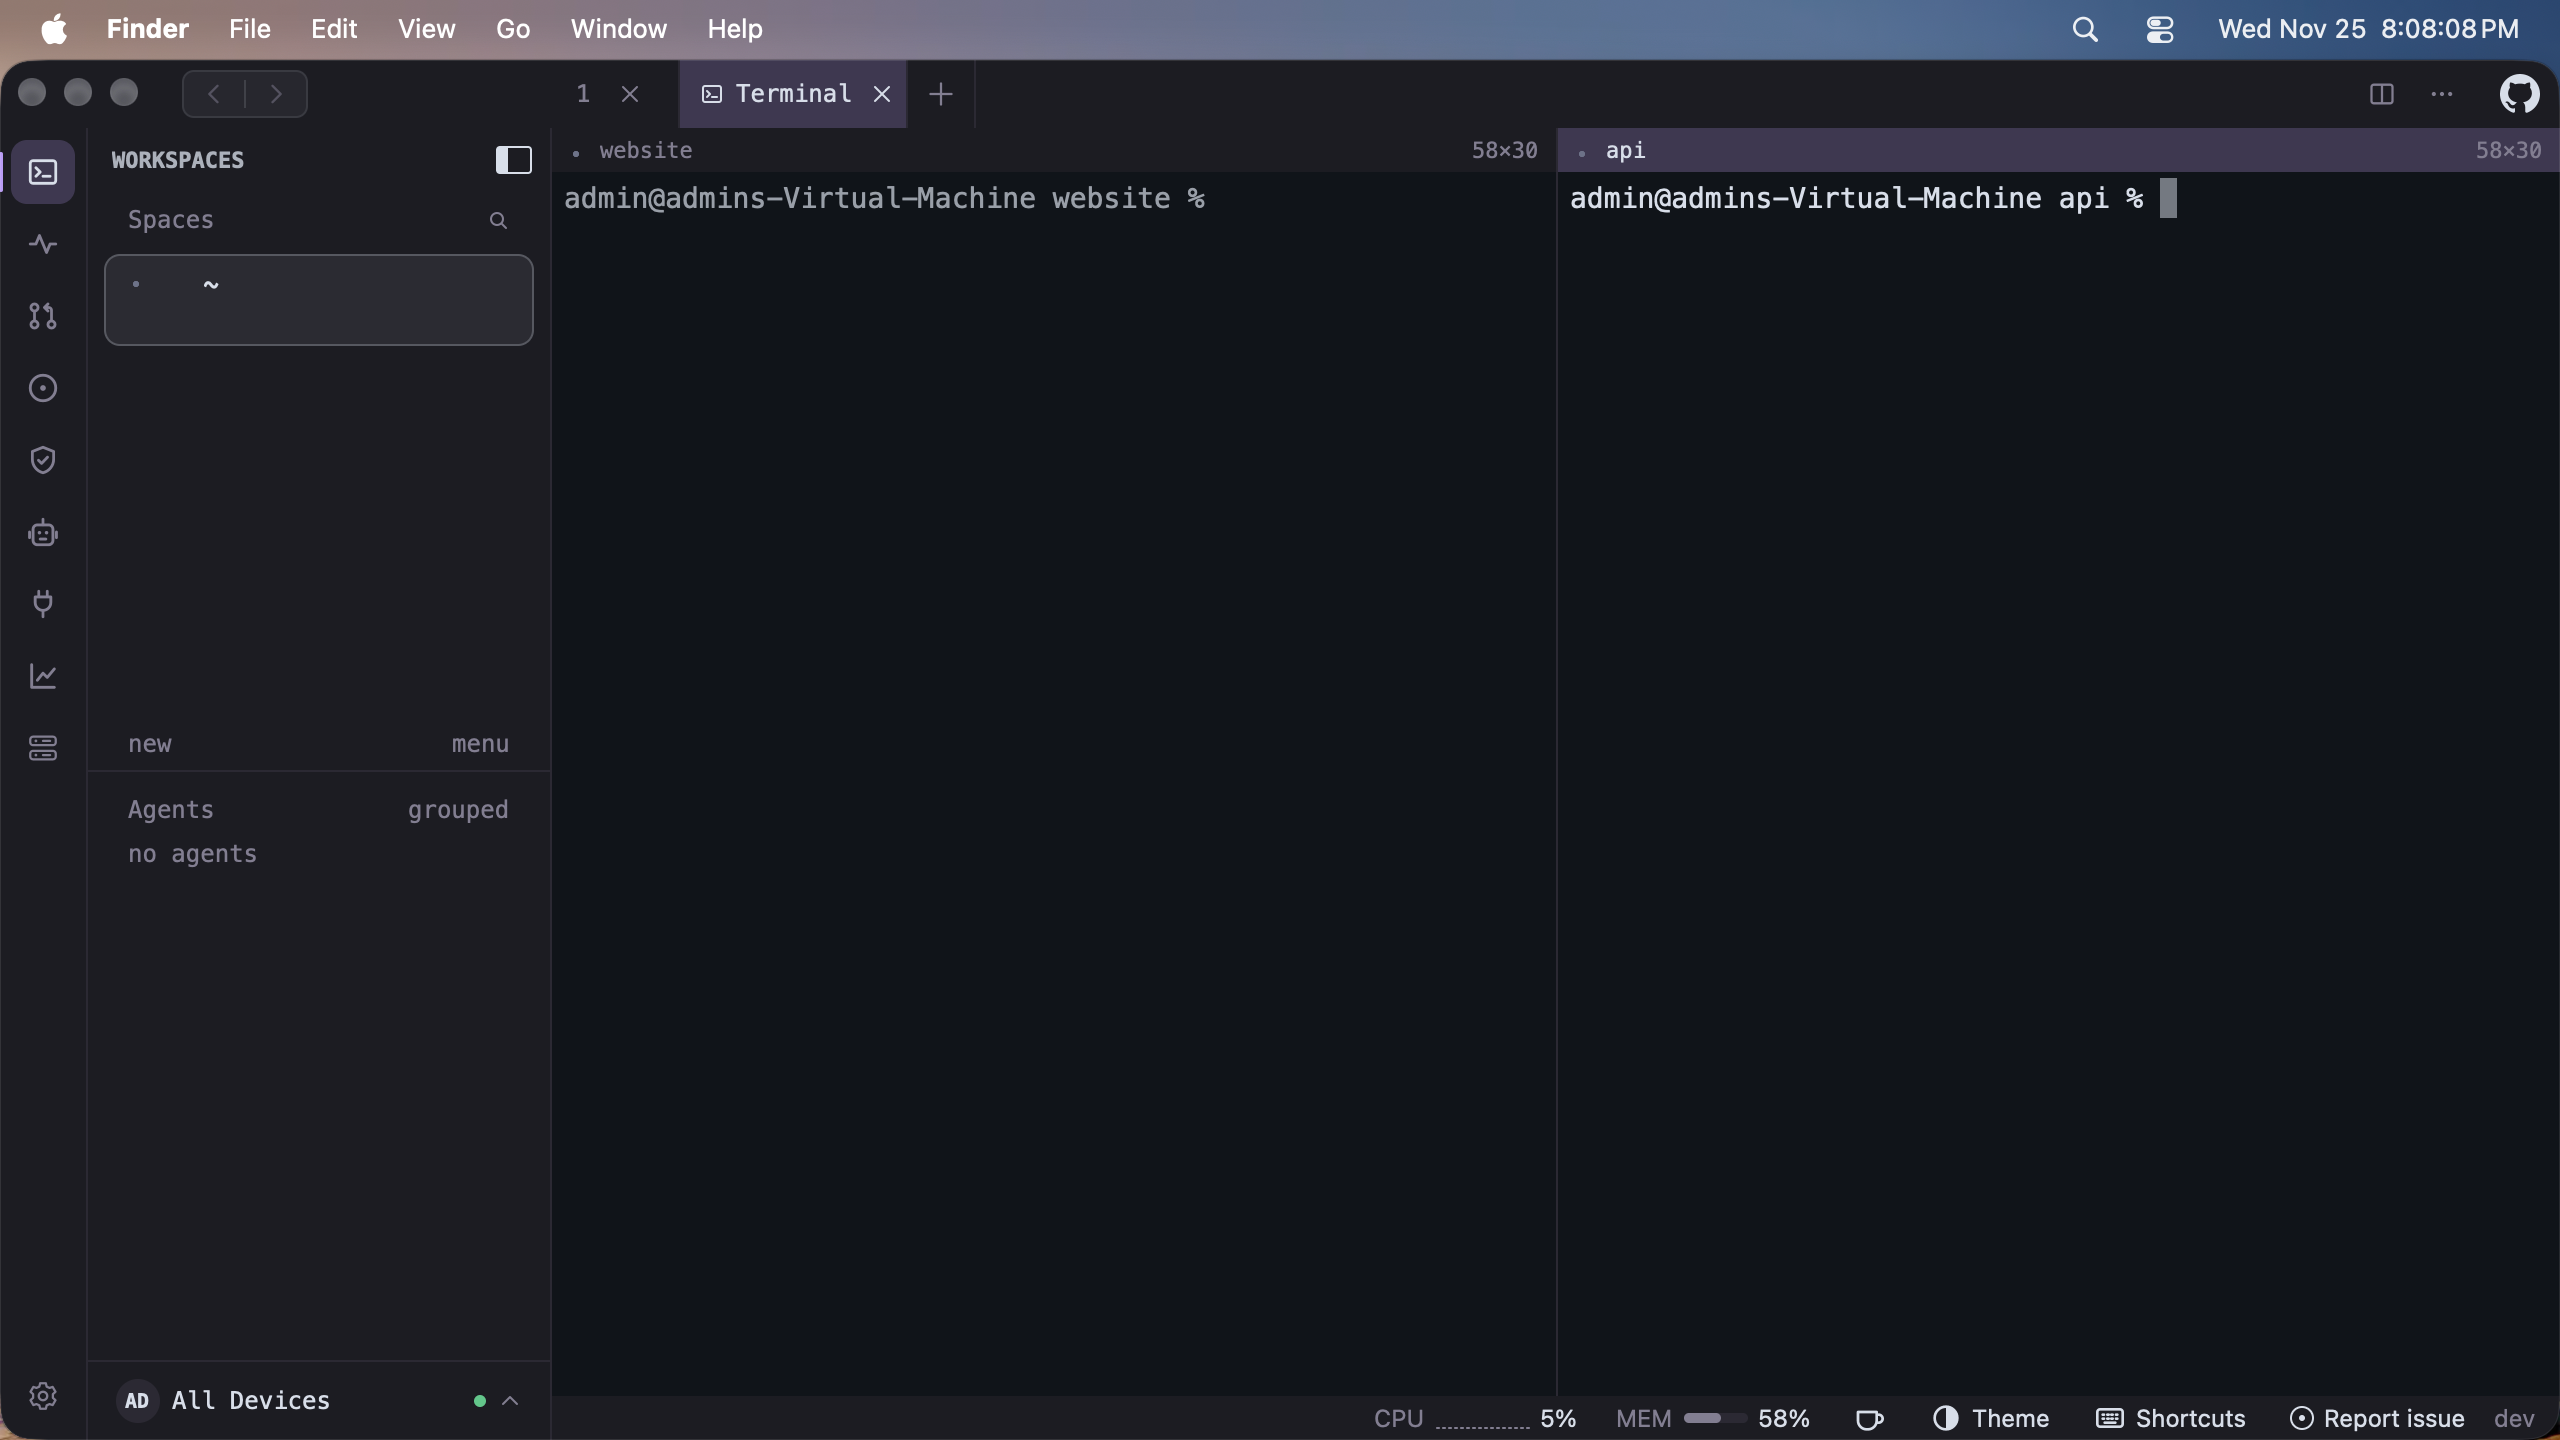 Finder File Edit View Go Window Help Wed Nov 25 8:08:08 PM
1 Terminal
WORKSPACES
Spaces
~
new menu
Agents grouped
no agents
AD All Devices
website 58×30
admin@admins-Virtual-Machine website %
api 58×30
admin@admins-Virtual-Machine api %
CPU 5% MEM 58% Theme Shortcuts Report issue dev